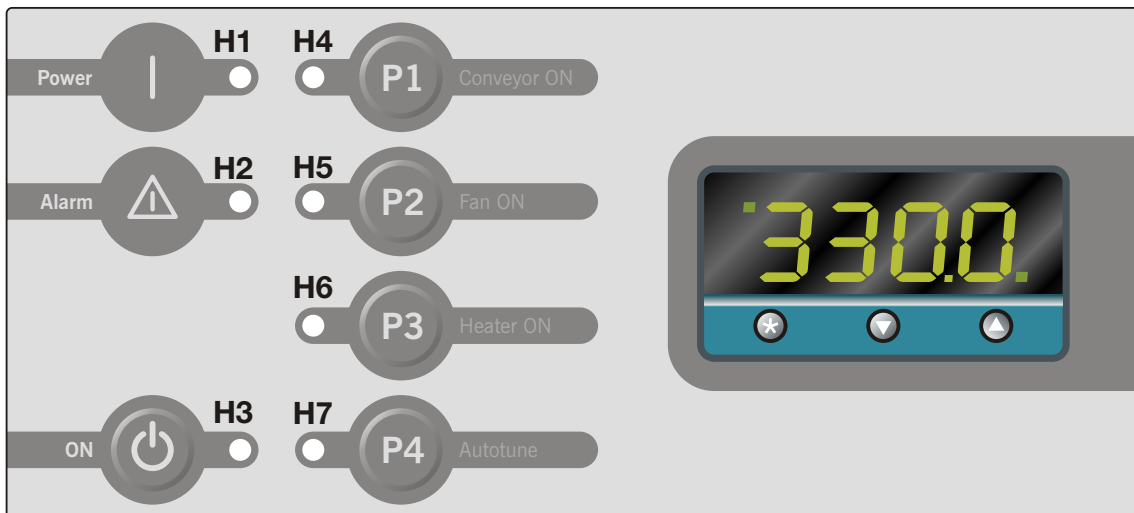 H1 H4
Power P1 Conveyor ON
H2 H5
Alarm P2 Fan ON
330.0
H6
P3 Heater ON
H3 H7
ON P4 Autotune